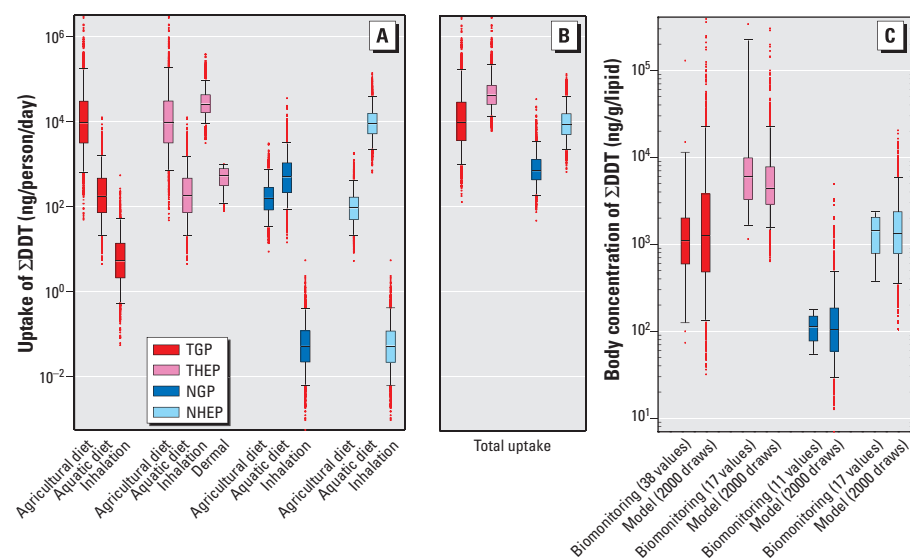 A
Uptake of ΣDDT (ng/person/day)
10^6
10^4
10^2
10^0
10^−2
TGP
THEP
NGP
NHEP
Agricultural diet
Aquatic diet
Inhalation
Agricultural diet
Aquatic diet
Inhalation
Dermal
Agricultural diet
Aquatic diet
Inhalation
Agricultural diet
Aquatic diet
Inhalation
B
Total uptake
C
Body concentration of ΣDDT (ng/g/lipid)
10^5
10^4
10^3
10^2
10^1
Biomonitoring (38 values)
Model (2000 draws)
Biomonitoring (17 values)
Model (2000 draws)
Biomonitoring (11 values)
Model (2000 draws)
Biomonitoring (17 values)
Model (2000 draws)